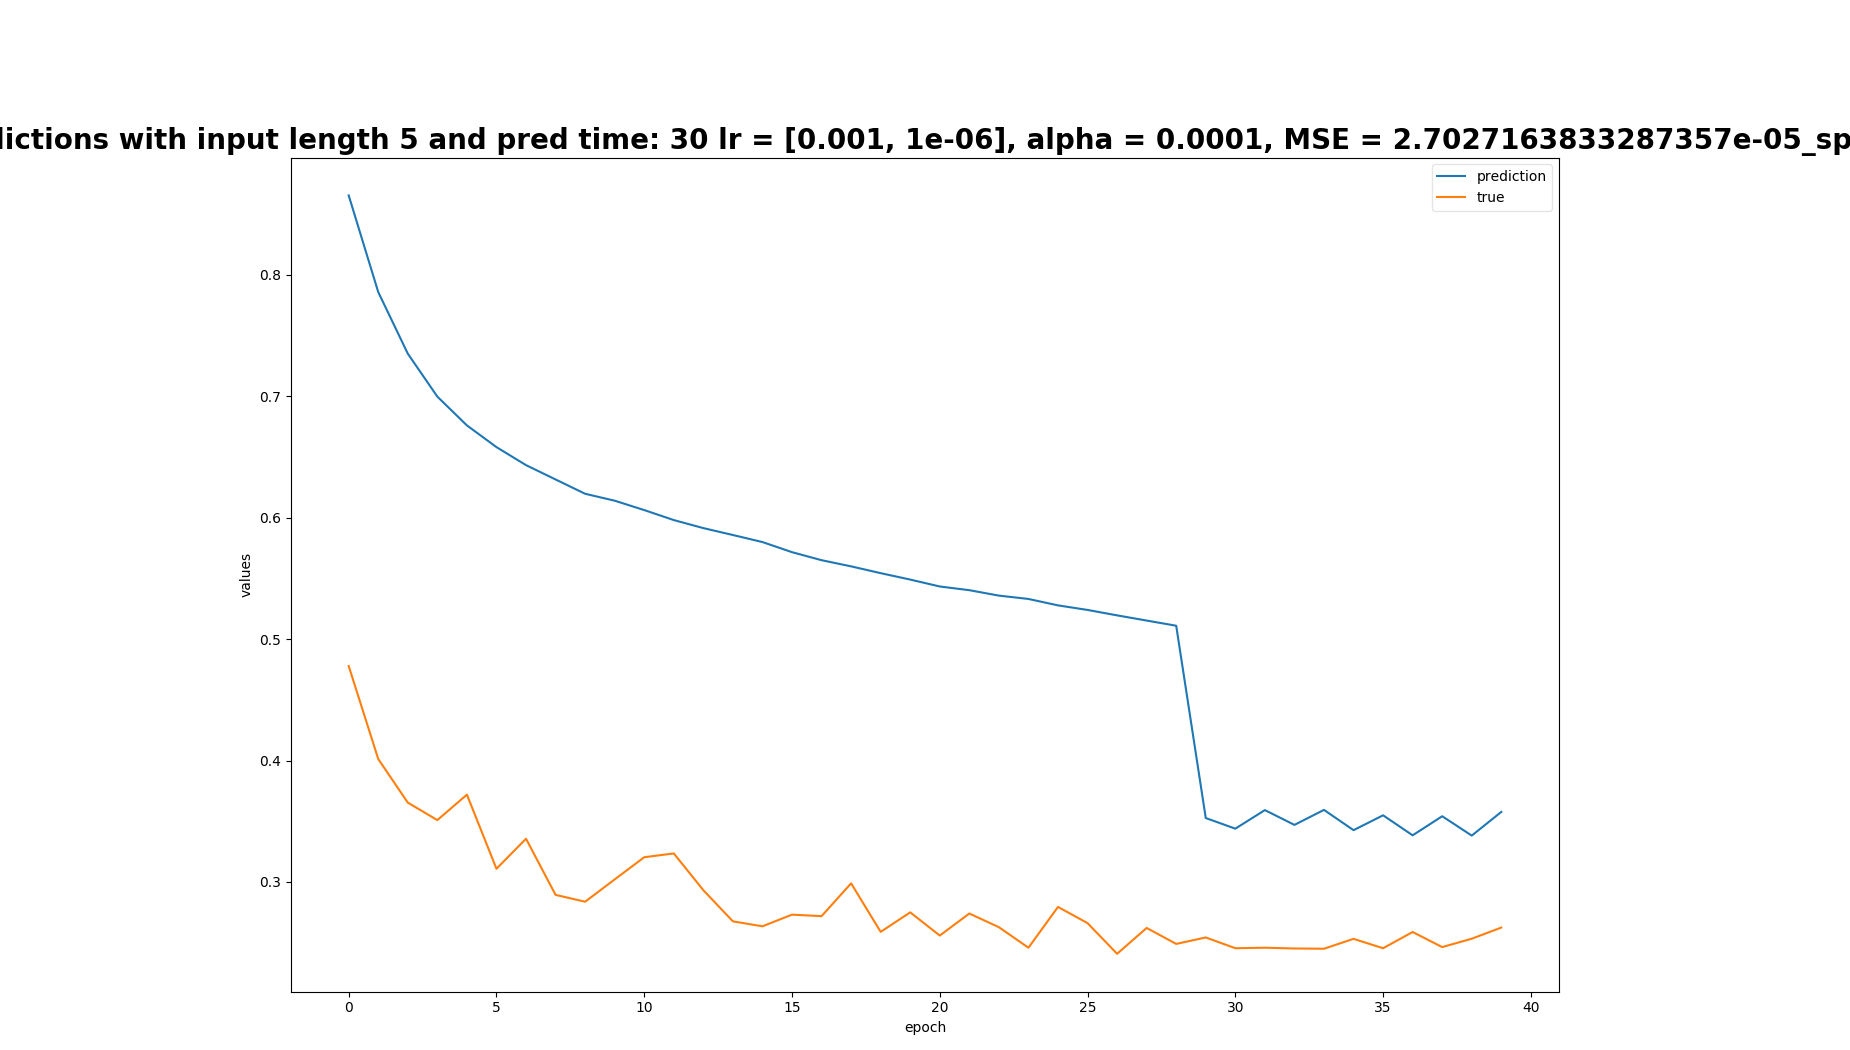 dictions with input length 5 and pred time: 30 lr = [0.001, 1e-06], alpha = 0.0001, MSE = 2.7027163833287357e-05_sp
prediction
true
0.8
0.7
0.6
0.5
0.4
0.3
values
0 5 10 15 20 25 30 35 40
epoch